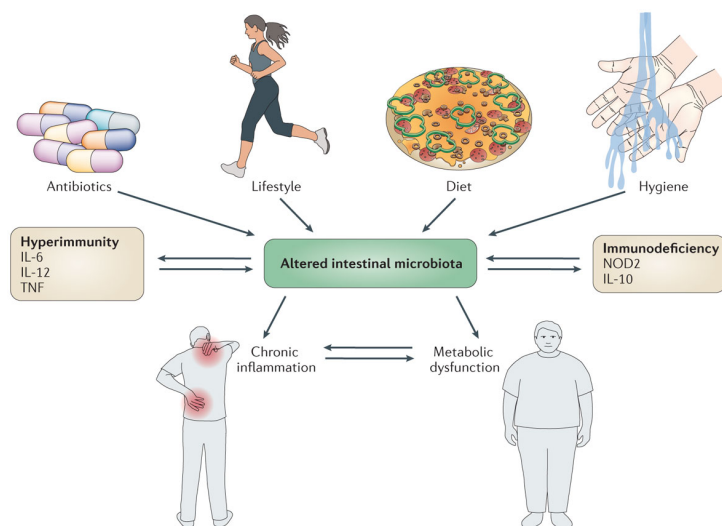 Antibiotics
Lifestyle
Diet
Hygiene
Hyperimmunity
IL-6
IL-12
TNF
Altered intestinal microbiota
Immunodeficiency
NOD2
IL-10
Chronic
inflammation
Metabolic
dysfunction